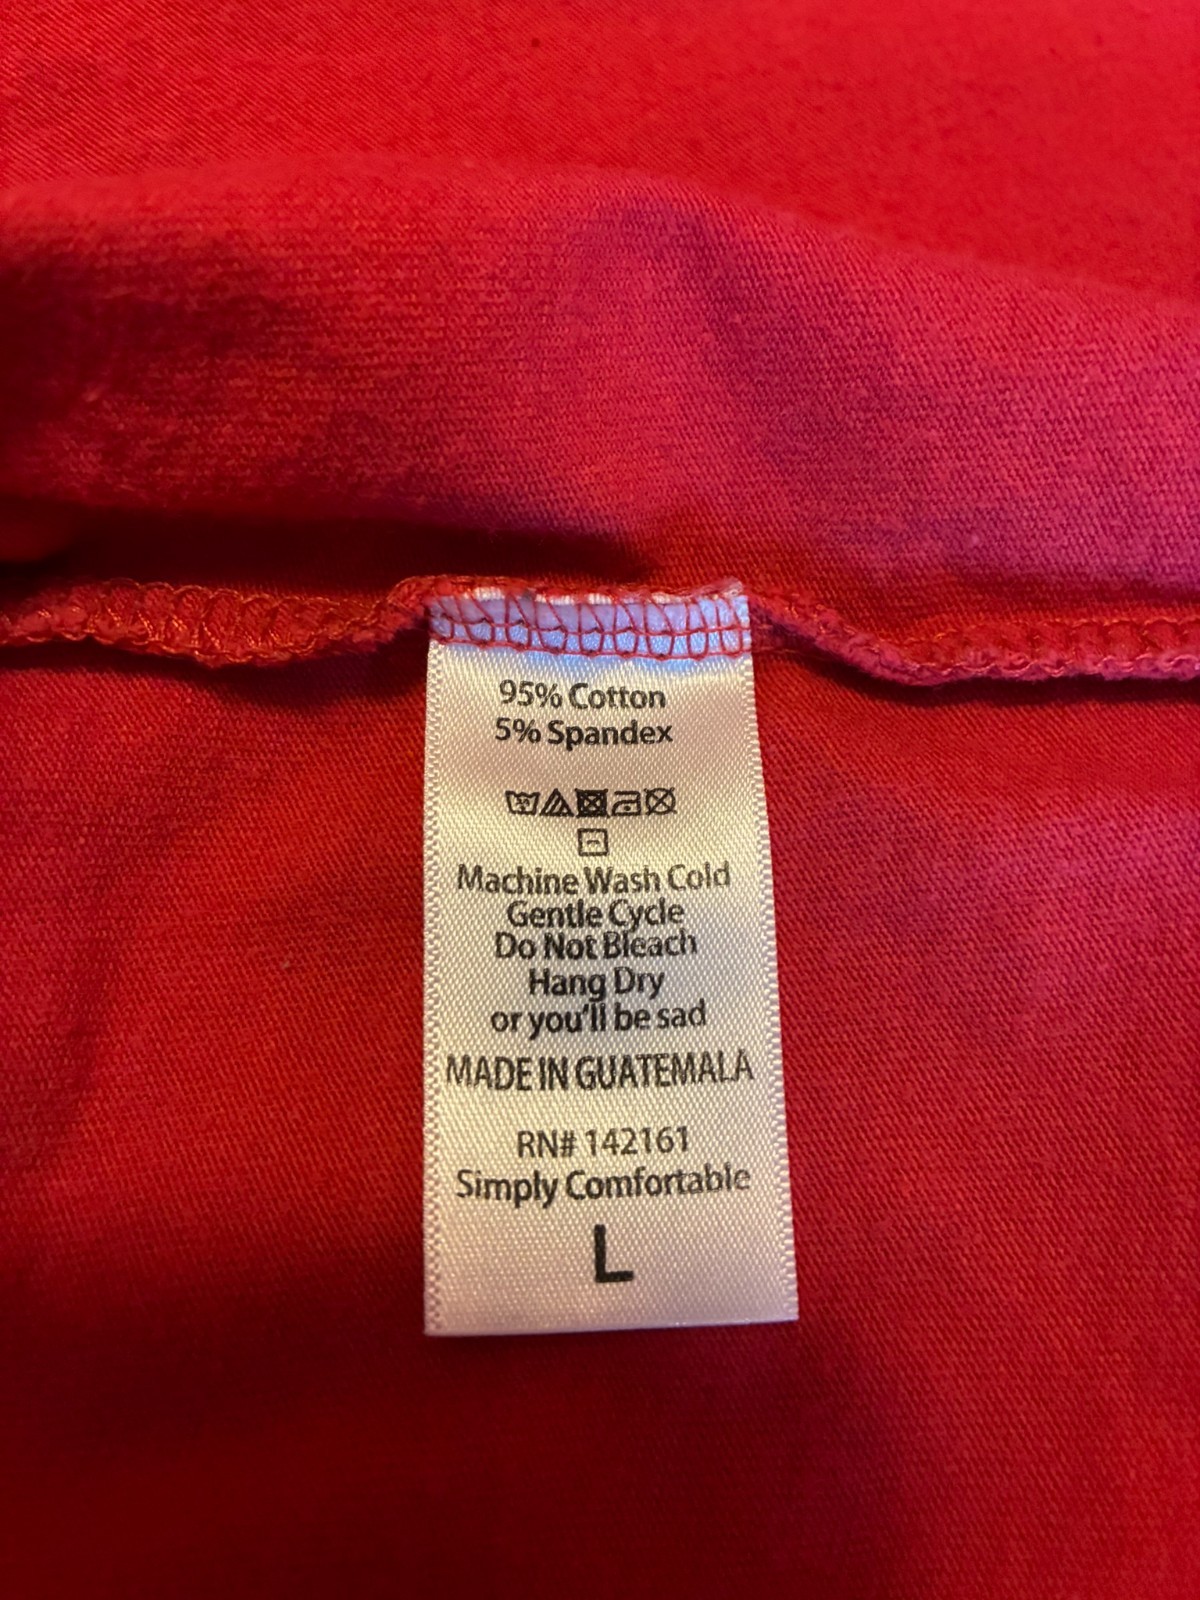 95% Cotton
5% Spandex
Machine Wash Cold
Gentle Cycle
Do Not Bleach
Hang Dry
or you'll be sad
MADE IN GUATEMALA
RN# 142161
Simply Comfortable
L